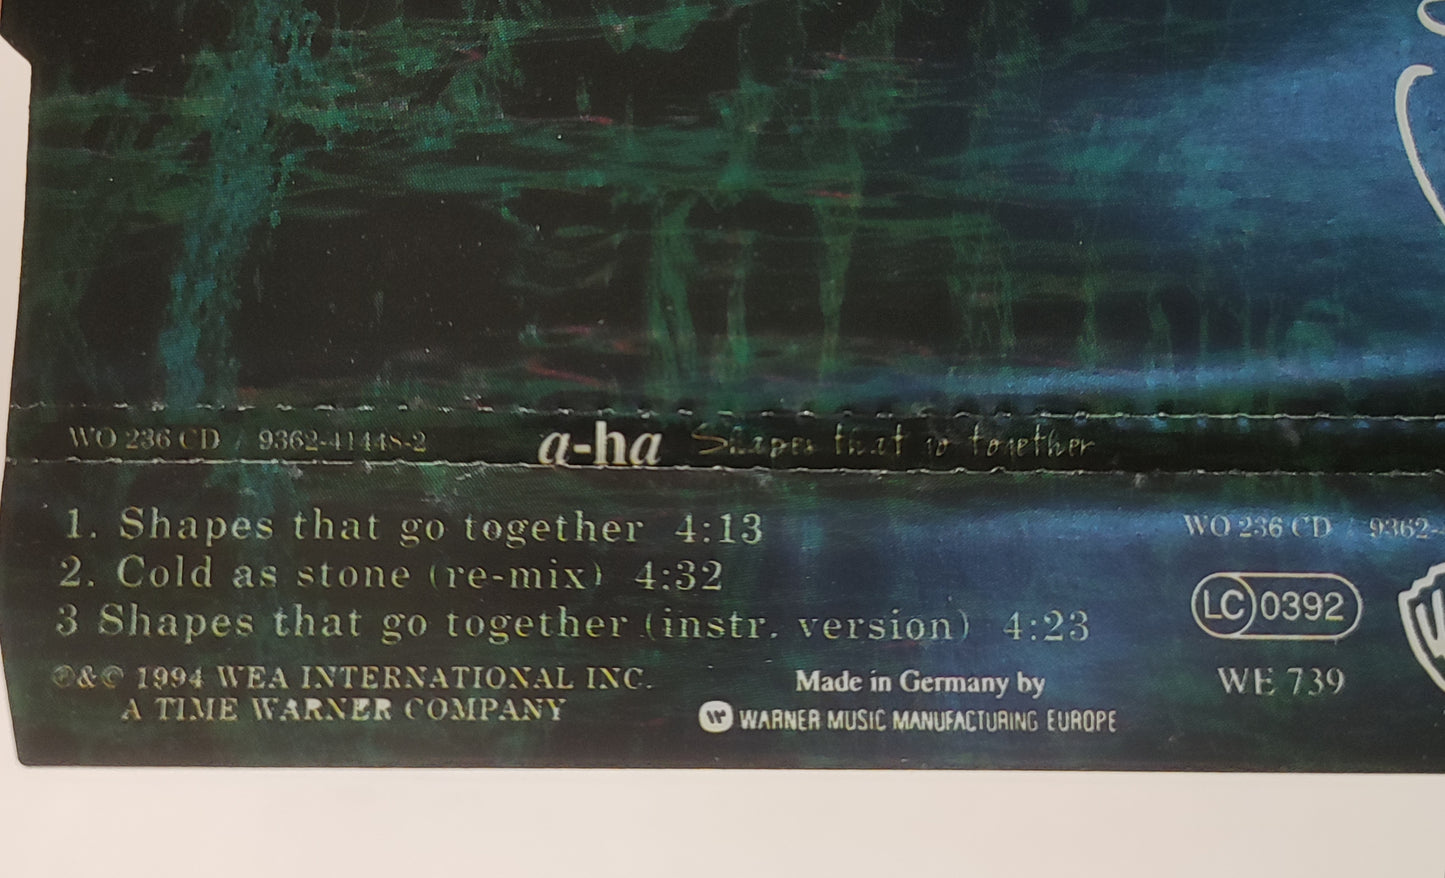 WO 236 CD / 9362-41448-2 a-ha Shapes that go together
1. Shapes that go together 4:13
2. Cold as stone (re-mix) 4:32
3 Shapes that go together (instr. version) 4:23
WO 236 CD / 9362-
LC 0392
WE 739
℗&© 1994 WEA INTERNATIONAL INC.
A TIME WARNER COMPANY
Made in Germany by
WARNER MUSIC MANUFACTURING EUROPE